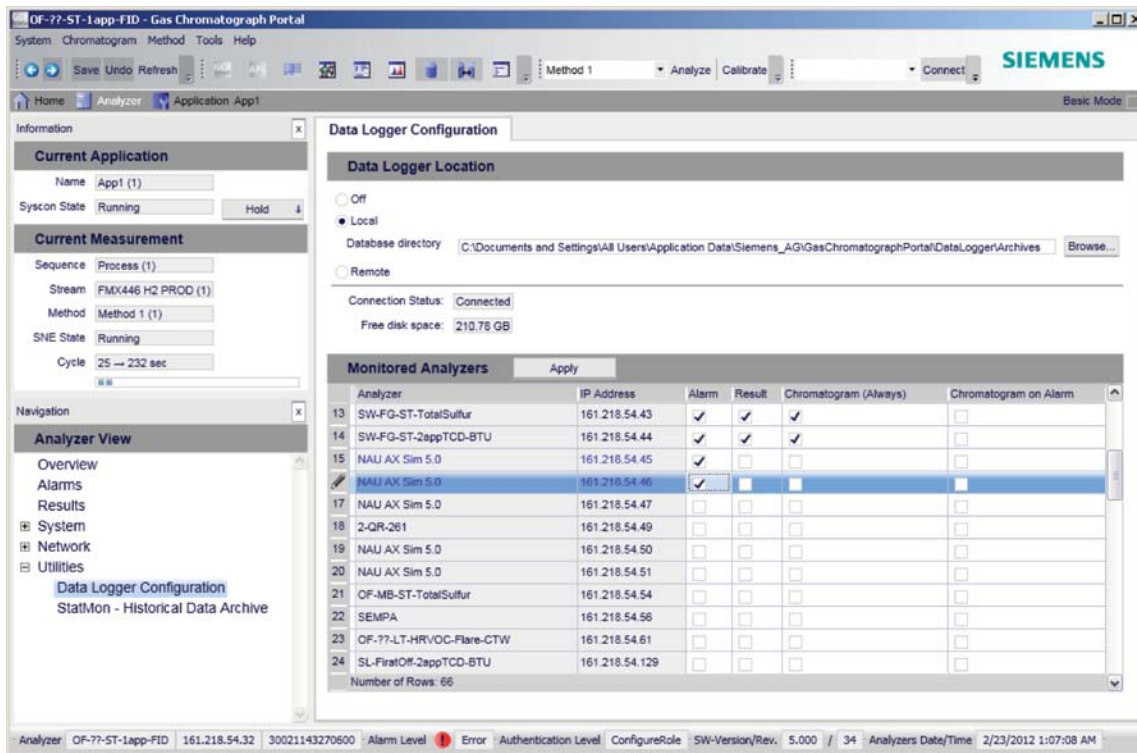 OF-??-ST-1app-FID - Gas Chromatograph Portal
System Chromatogram Method Tools Help
Save Undo Refresh Method 1 Analyze Calibrate Connect
SIEMENS
Home Analyzer Application App1 Basic Mode
Information
Current Application
Name App1 (1)
Syscon State Running Hold
Current Measurement
Sequence Process (1)
Stream FMX446 H2 PROD (1)
Method Method 1 (1)
SNE State Running
Cycle 25 → 232 sec
Navigation
Analyzer View
Overview
Alarms
Results
System
Network
Utilities
Data Logger Configuration
StatMon - Historical Data Archive
Data Logger Configuration
Data Logger Location
Off
Local
Database directory C:\Documents and Settings\All Users\Application Data\Siemens_AG\GasChromatographPortal\DataLogger\Archives Browse...
Remote
Connection Status: Connected
Free disk space: 210.78 GB
Monitored Analyzers Apply
Analyzer IP Address Alarm Result Chromatogram (Always) Chromatogram on Alarm
13 SW-FG-ST-TotalSulfur 161.218.54.43
14 SW-FG-ST-2appTCD-BTU 161.218.54.44
15 NAU AX Sim 5.0 161.218.54.45
NAU AX Sim 5.0 161.218.54.46
17 NAU AX Sim 5.0 161.218.54.47
18 2-QR-261 161.218.54.49
19 NAU AX Sim 5.0 161.218.54.50
20 NAU AX Sim 5.0 161.218.54.51
21 OF-MB-ST-TotalSulfur 161.218.54.54
22 SEMPA 161.218.54.56
23 OF-??-LT-HRVOC-Flare-CTW 161.218.54.61
24 SL-FiratOff-2appTCD-BTU 161.218.54.129
Number of Rows: 66
Analyzer OF-??-ST-1app-FID 161.218.54.32 30021143270600 Alarm Level Error Authentication Level ConfigureRole SW-Version/Rev. 5.000 / 34 Analyzers Date/Time 2/23/2012 1:07:08 AM